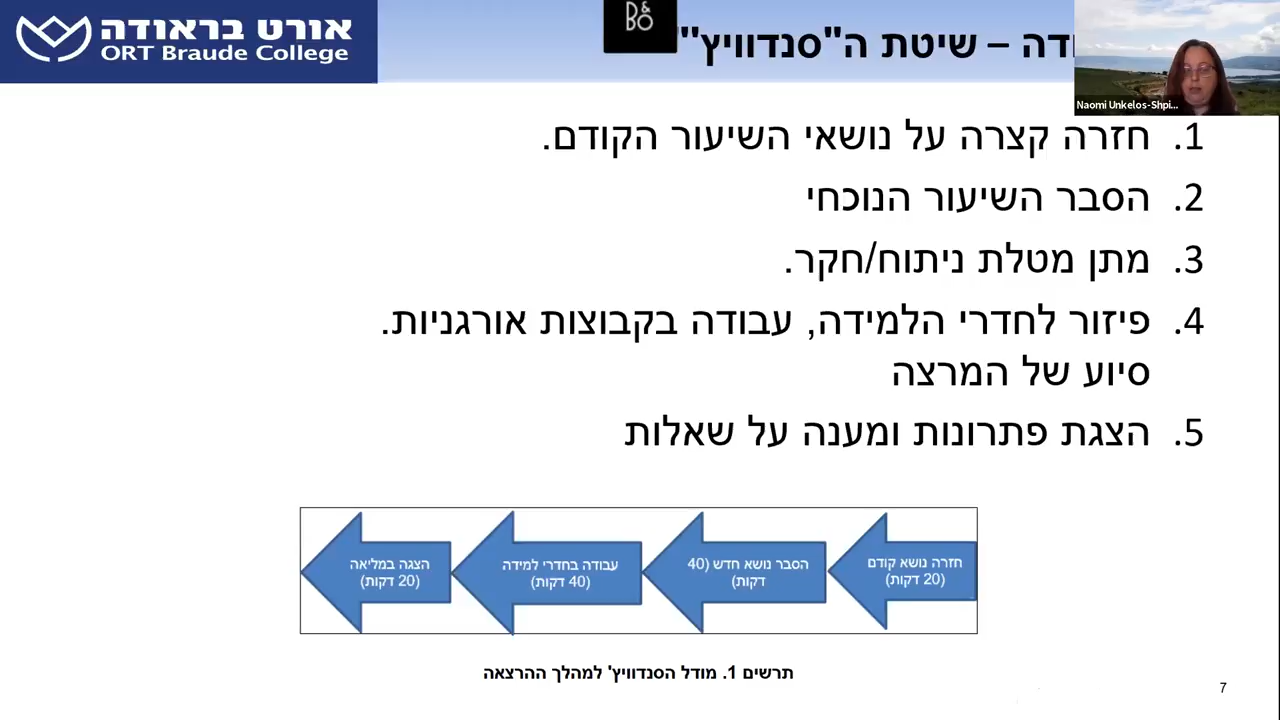 אורט בראודה
ORT Braude College
B&O
דה – שיטת ה"סנדוויץ"
Naomi Unkelos-Shpi...
1. חזרה קצרה על נושאי השיעור הקודם.
2. הסבר השיעור הנוכחי
3. מתן מטלת ניתוח/חקר.
4. פיזור לחדרי הלמידה, עבודה בקבוצות אורגניות.
סיוע של המרצה
5. הצגת פתרונות ומענה על שאלות
חזרה נושא קודם
(20 דקות)
הסבר נושא חדש (40
דקות)
עבודה בחדרי למידה
(40 דקות)
הצגה במליאה
(20 דקות)
תרשים 1. מודל הסנדוויץ' למהלך ההרצאה
7